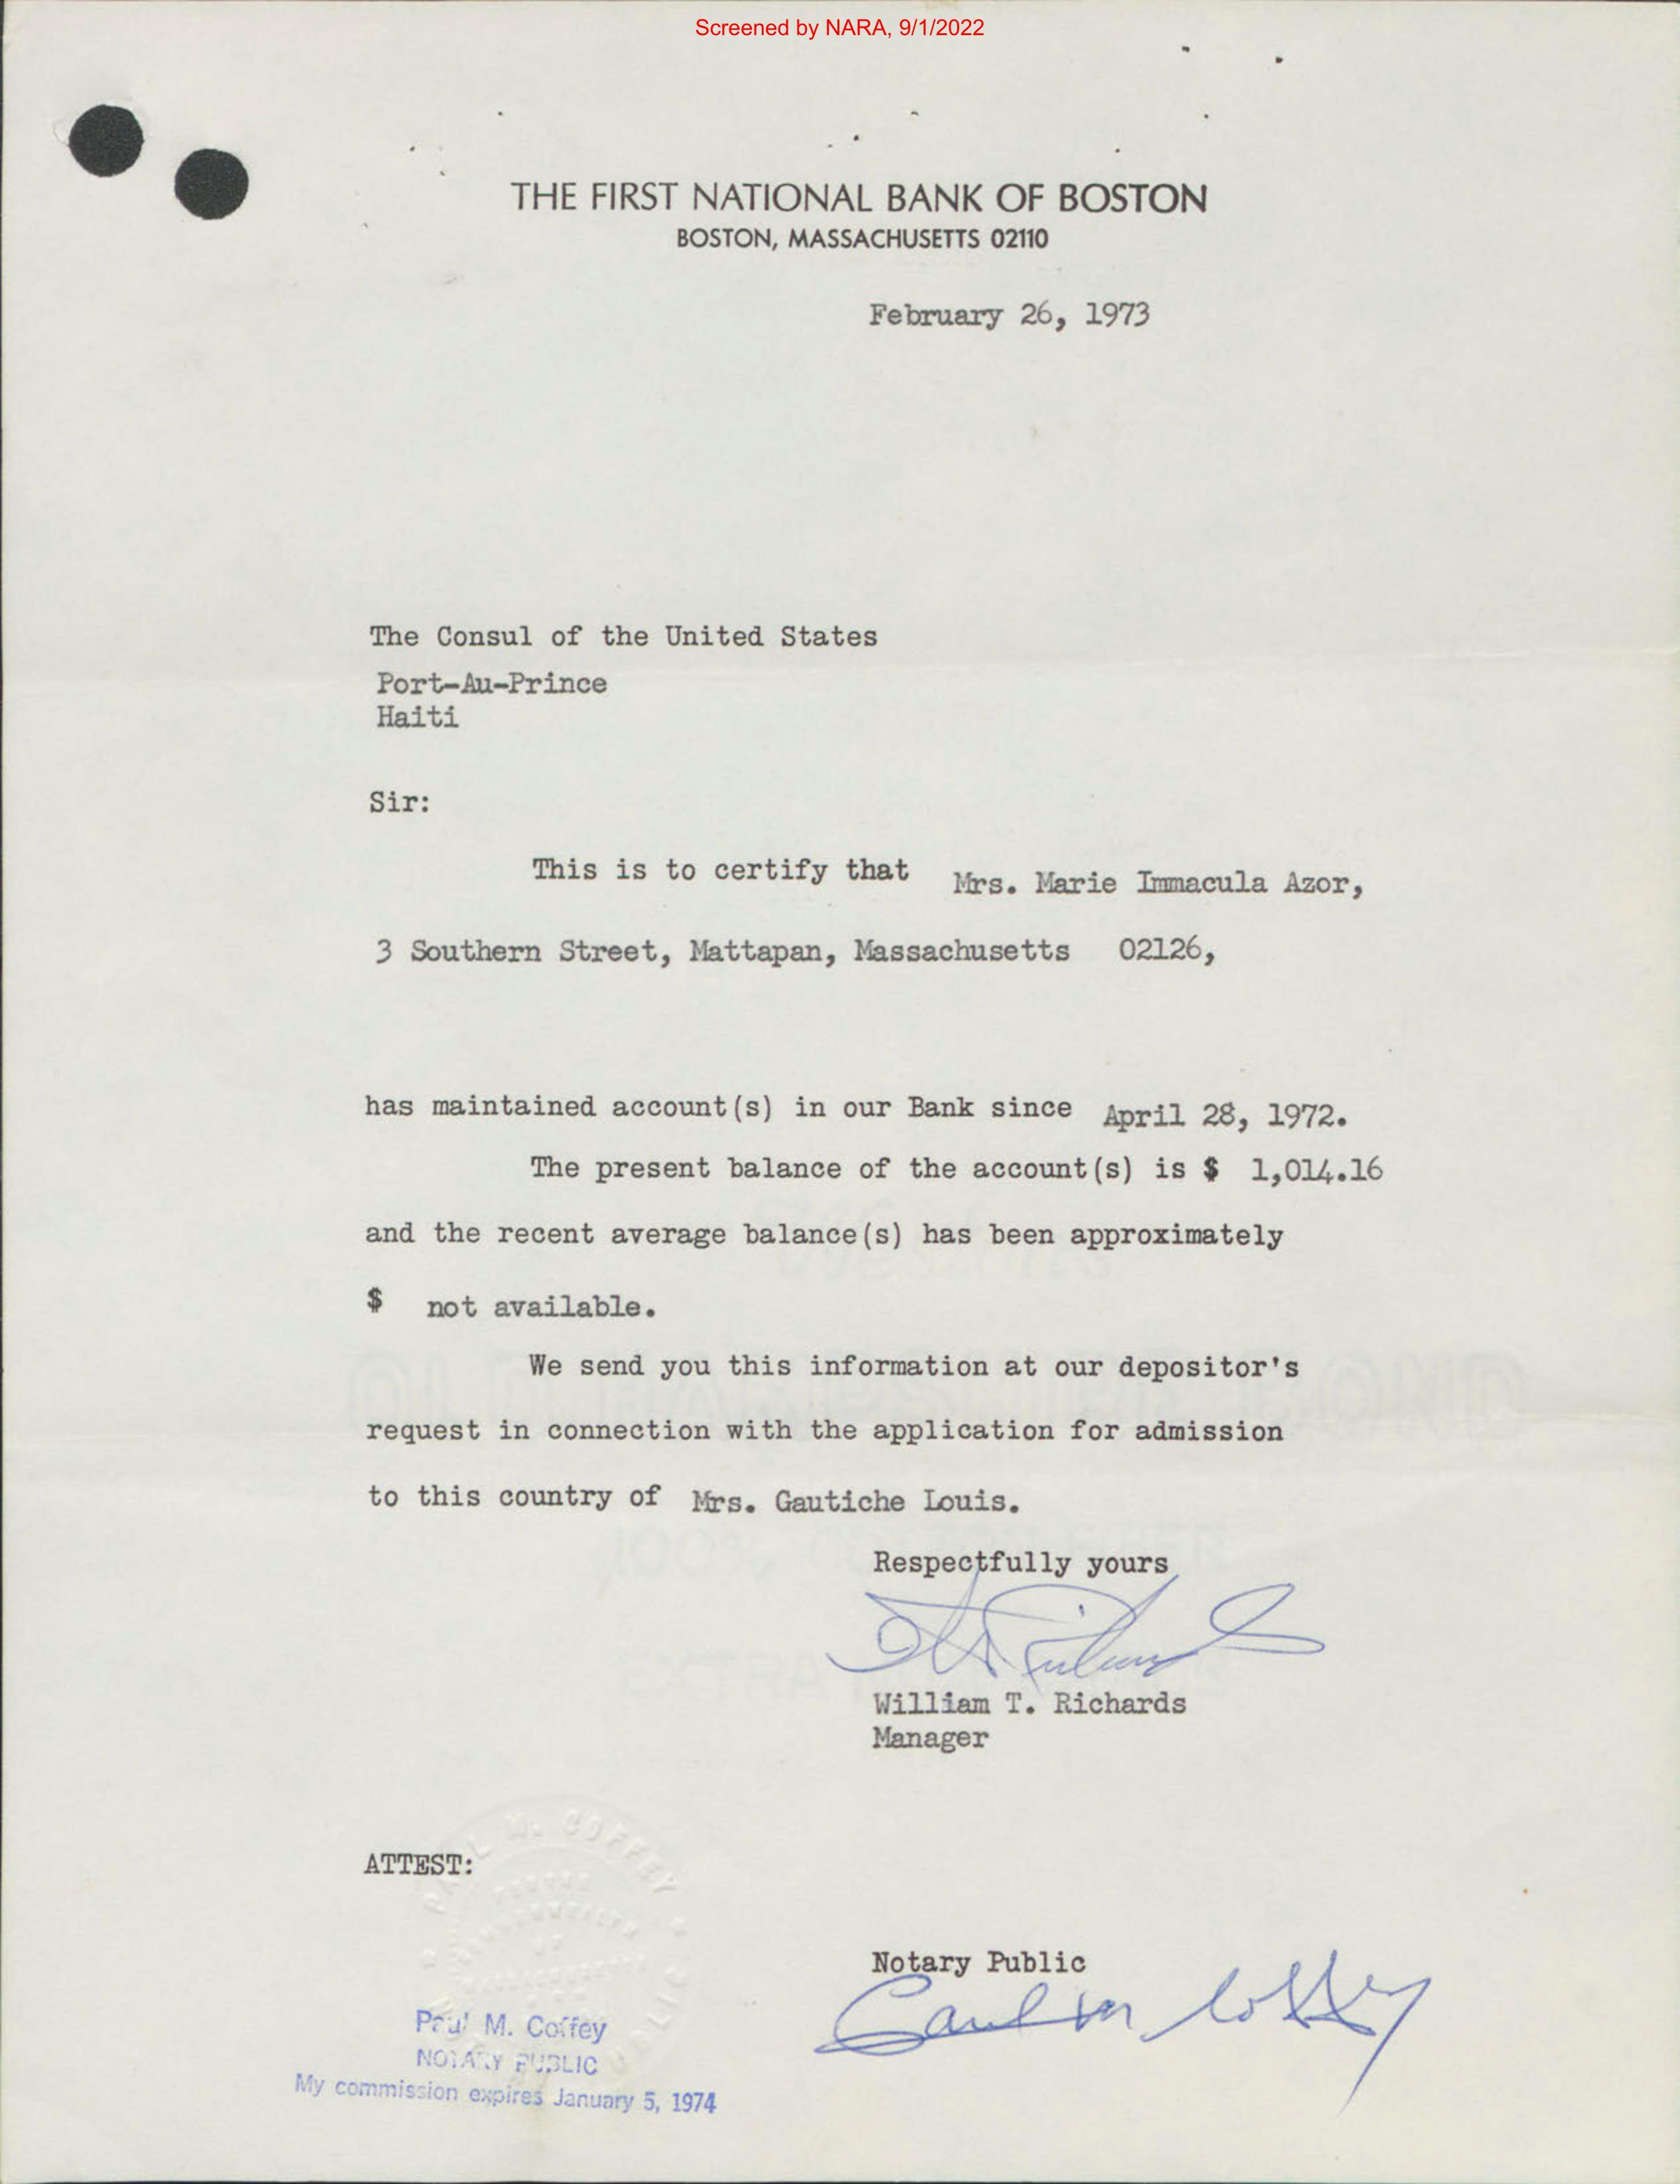 Screened by NARA, 9/1/2022
THE FIRST NATIONAL BANK OF BOSTON
BOSTON, MASSACHUSETTS 02110
February 26, 1973
The Consul of the United States
Port-Au-Prince
Haiti
Sir:
This is to certify that Mrs. Marie Immacula Azor,
3 Southern Street, Mattapan, Massachusetts 02126,
has maintained account(s) in our Bank since April 28, 1972.
The present balance of the account(s) is $ 1,014.16
and the recent average balance(s) has been approximately
$ not available.
We send you this information at our depositor's
request in connection with the application for admission
to this country of Mrs. Gautiche Louis.
Respectfully yours
William T. Richards
Manager
ATTEST:
Notary Public
Paul M. Coffey
Paul M. Coffey
NOTARY PUBLIC
My commission expires January 5, 1974